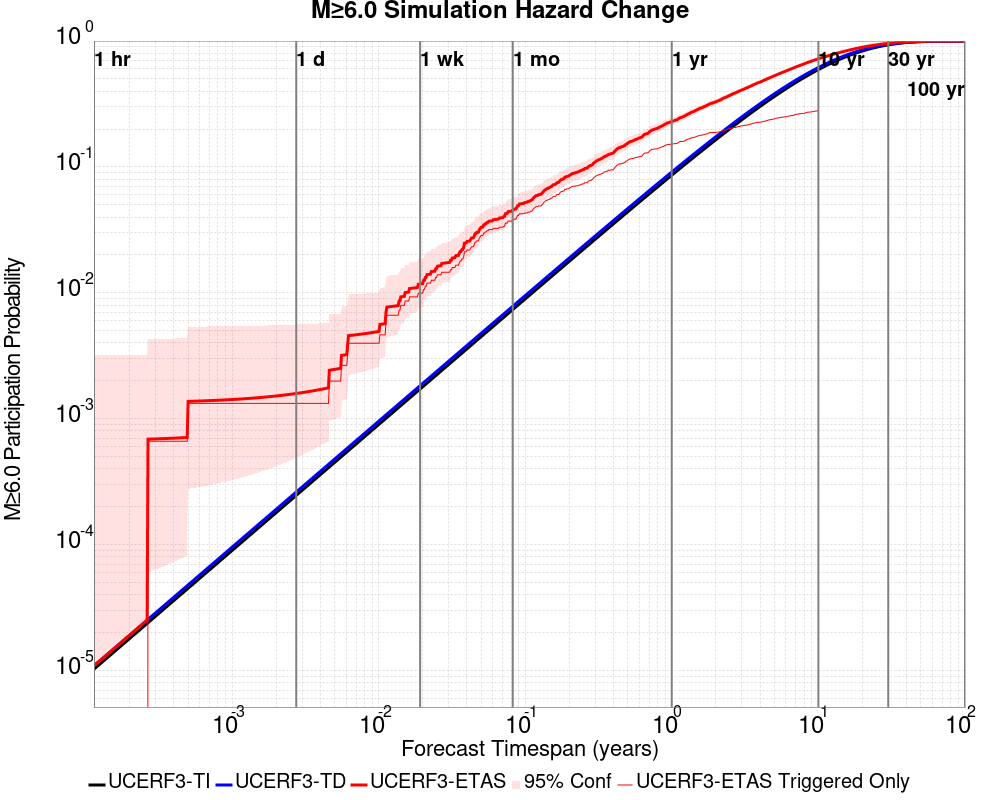 M≥6.0 Simulation Hazard Change
10^0
10^-1
10^-2
10^-3
10^-4
10^-5
M≥6.0 Participation Probability
1 hr
1 d
1 wk
1 mo
1 yr
10 yr
30 yr
100 yr
10^-3
10^-2
10^-1
10^0
10^1
10^2
Forecast Timespan (years)
UCERF3-TI UCERF3-TD UCERF3-ETAS 95% Conf UCERF3-ETAS Triggered Only